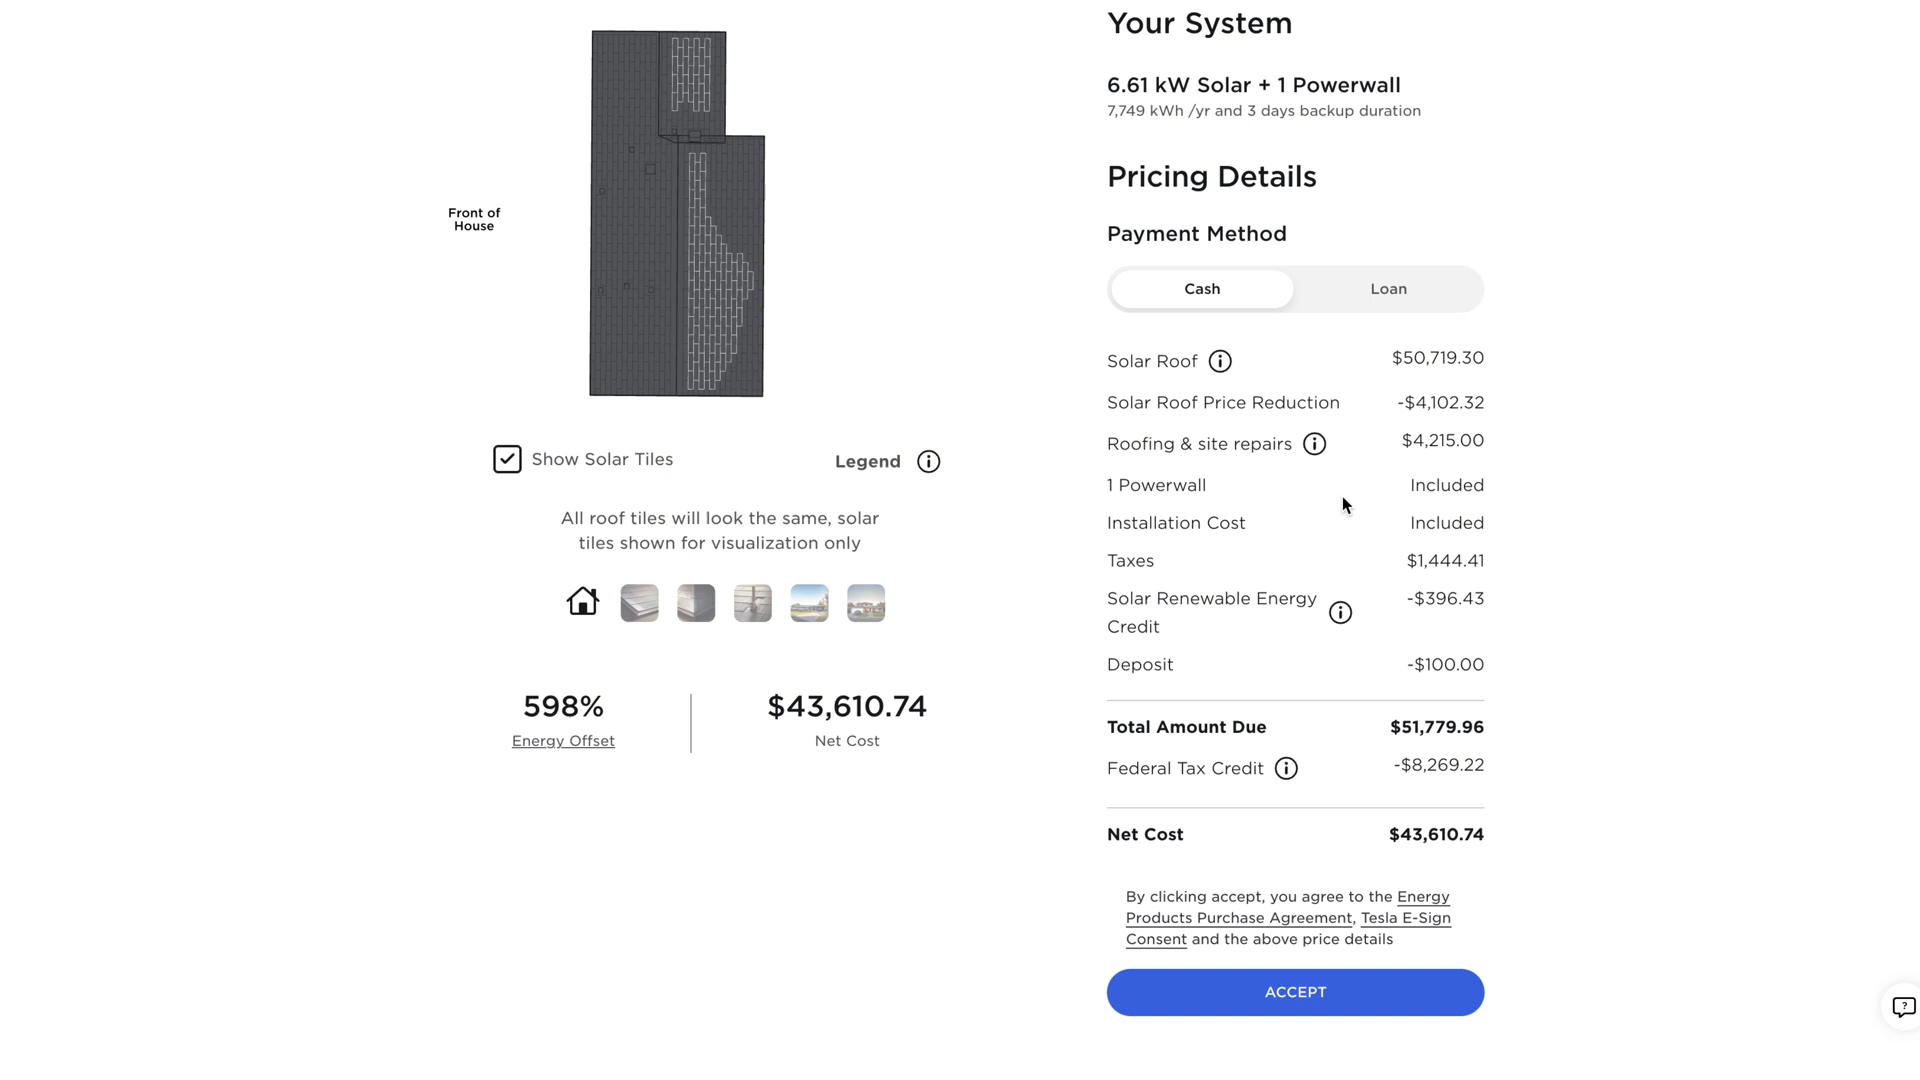 Front of
House
Show Solar Tiles
Legend
All roof tiles will look the same, solar
tiles shown for visualization only
598%
Energy Offset
$43,610.74
Net Cost
Your System
6.61 kW Solar + 1 Powerwall
7,749 kWh /yr and 3 days backup duration
Pricing Details
Payment Method
Cash Loan
Solar Roof $50,719.30
Solar Roof Price Reduction -$4,102.32
Roofing & site repairs $4,215.00
1 Powerwall Included
Installation Cost Included
Taxes $1,444.41
Solar Renewable Energy -$396.43
Credit
Deposit -$100.00
Total Amount Due $51,779.96
Federal Tax Credit -$8,269.22
Net Cost $43,610.74
By clicking accept, you agree to the Energy
Products Purchase Agreement, Tesla E-Sign
Consent and the above price details
ACCEPT